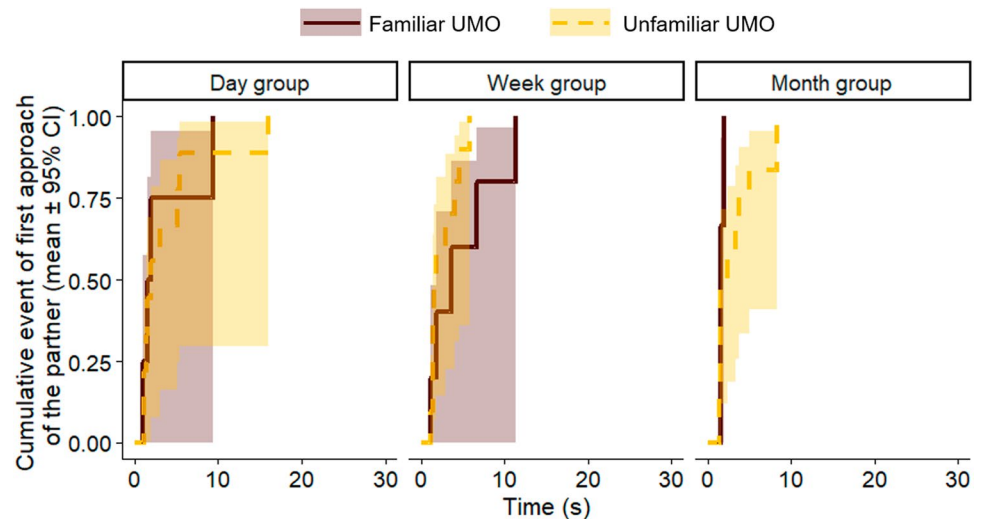 Familiar UMO Unfamiliar UMO
Day group Week group Month group
Cumulative event of first approach
of the partner (mean ± 95% CI)
1.00
0.75
0.50
0.25
0.00
0 10 20 30 0 10 20 30 0 10 20 30
Time (s)